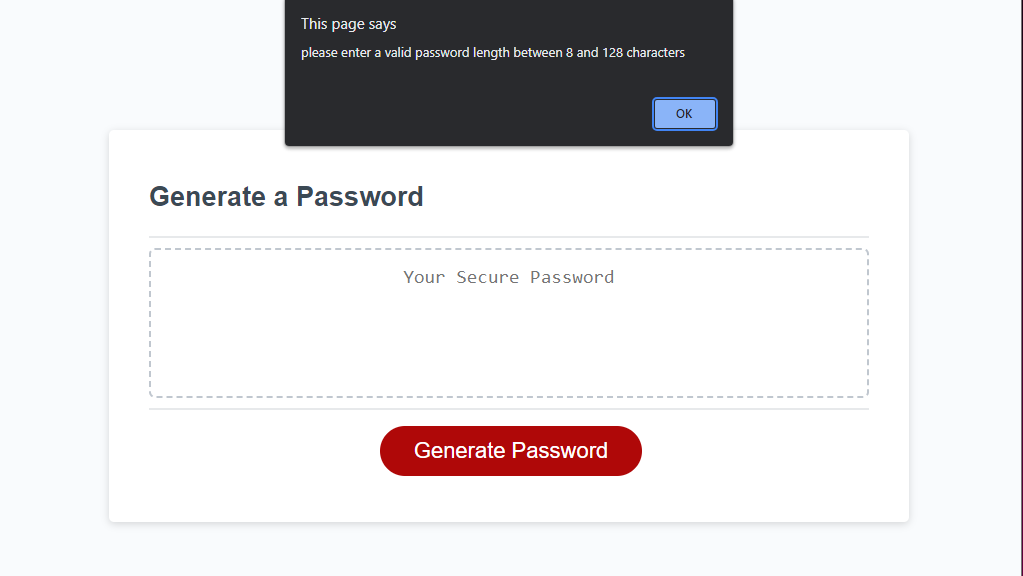 This page says
please enter a valid password length between 8 and 128 characters
OK
Generate a Password
Your Secure Password
Generate Password